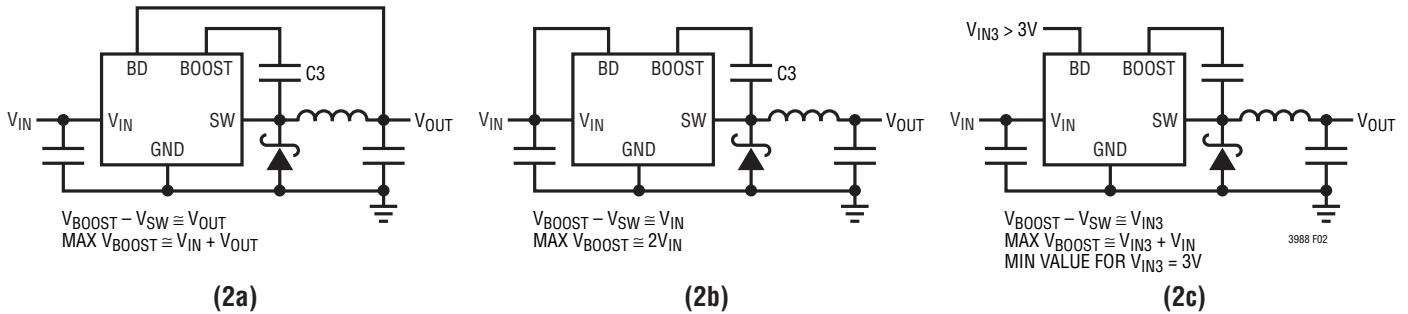 BD BOOST
C3
V_IN V_IN SW V_OUT
GND
V_BOOST – V_SW ≅ V_OUT
MAX V_BOOST ≅ V_IN + V_OUT
(2a)
BD BOOST
C3
V_IN V_IN SW V_OUT
GND
V_BOOST – V_SW ≅ V_IN
MAX V_BOOST ≅ 2V_IN
(2b)
V_IN3 > 3V
BD BOOST
V_IN V_IN SW V_OUT
GND
V_BOOST – V_SW ≅ V_IN3
MAX V_BOOST ≅ V_IN3 + V_IN
MIN VALUE FOR V_IN3 = 3V
3988 F02
(2c)